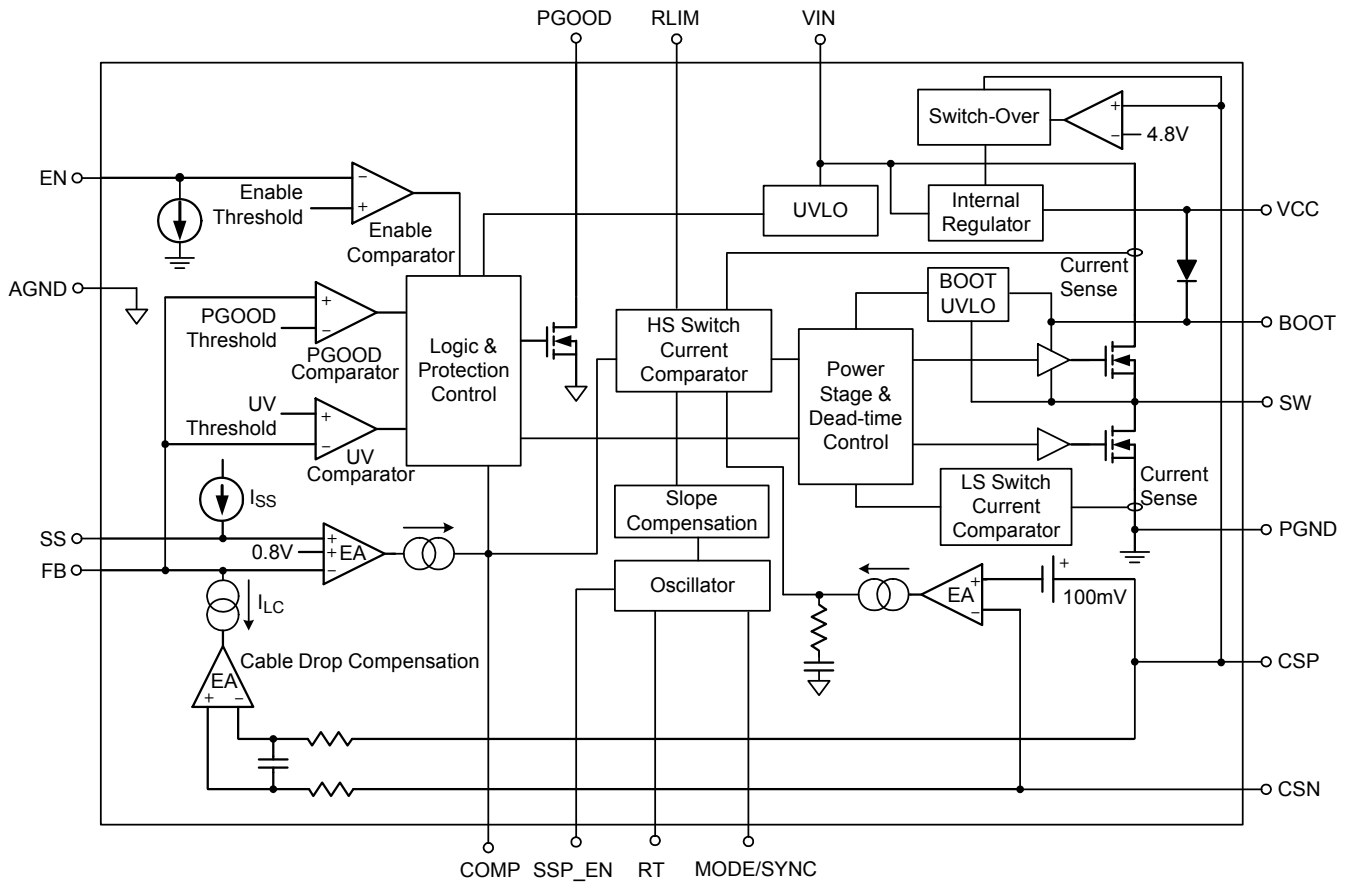 PGOOD
RLIM
VIN
Switch-Over
+
−
4.8V
EN
Enable
Threshold
−
+
Enable
Comparator
UVLO
Internal
Regulator
VCC
AGND
PGOOD
Threshold
+
−
PGOOD
Comparator
Logic &
Protection
Control
HS Switch
Current
Comparator
Current
Sense
BOOT
UVLO
BOOT
Power
Stage &
Dead-time
Control
SW
UV
Threshold
+
−
UV
Comparator
LS Switch
Current
Comparator
Current
Sense
ISS
Slope
Compensation
PGND
SS
0.8V
+
+
−
EA
FB
Oscillator
EA
+
−
+
100mV
ILC
Cable Drop Compensation
EA
+
−
CSP
CSN
COMP
SSP_EN
RT
MODE/SYNC